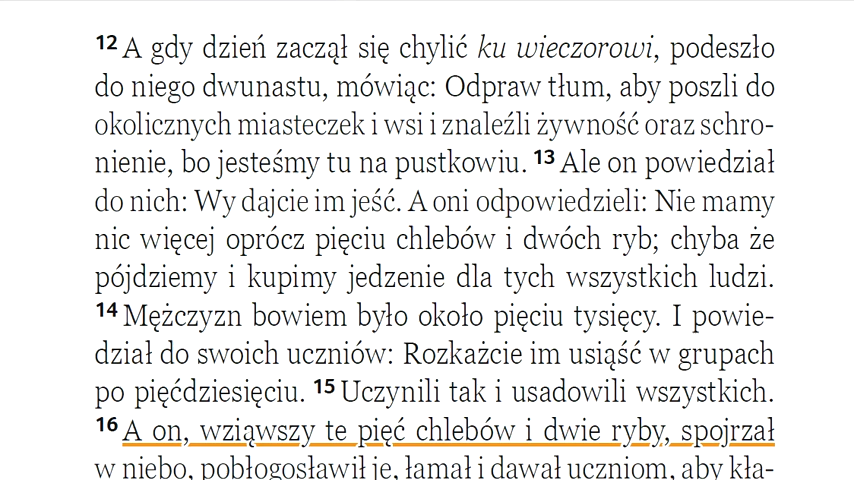 12 A gdy dzień zaczął się chylić ku wieczorowi, podeszło
do niego dwunastu, mówiąc: Odpraw tłum, aby poszli do
okolicznych miasteczek i wsi i znaleźli żywność oraz schro-
nienie, bo jesteśmy tu na pustkowiu. 13 Ale on powiedział
do nich: Wy dajcie im jeść. A oni odpowiedzieli: Nie mamy
nic więcej oprócz pięciu chlebów i dwóch ryb; chyba że
pójdziemy i kupimy jedzenie dla tych wszystkich ludzi.
14 Mężczyzn bowiem było około pięciu tysięcy. I powie-
dział do swoich uczniów: Rozkażcie im usiąść w grupach
po pięćdziesięciu. 15 Uczynili tak i usadowili wszystkich.
16 A on, wziąwszy te pięć chlebów i dwie ryby, spojrzał
w niebo, pobłogosławił je, łamał i dawał uczniom, aby kła-